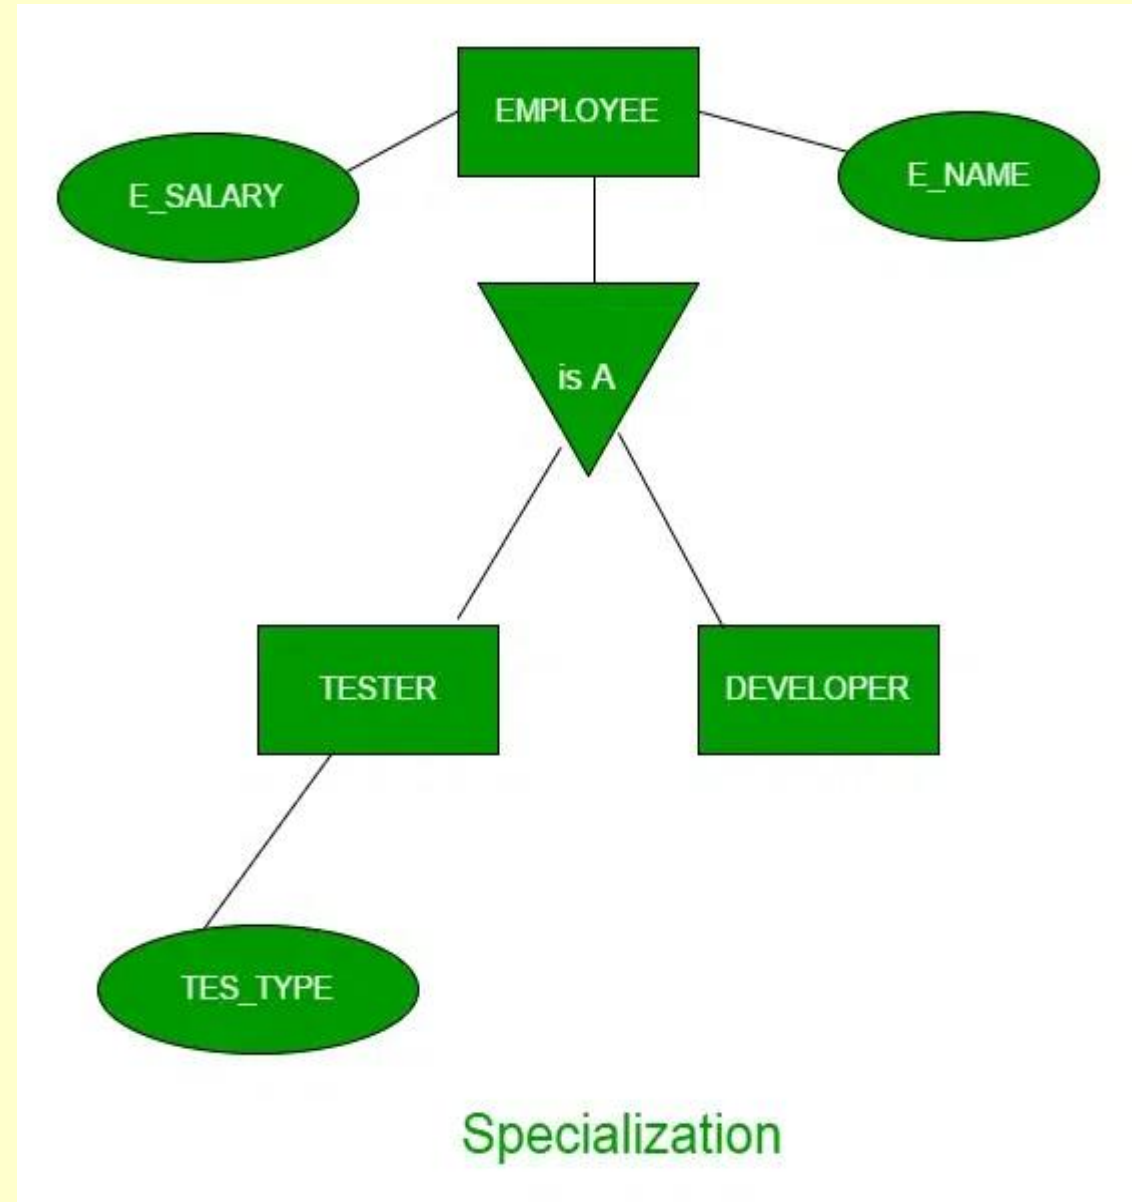 EMPLOYEE
E_SALARY
E_NAME
is A
TESTER
DEVELOPER
TES_TYPE
Specialization